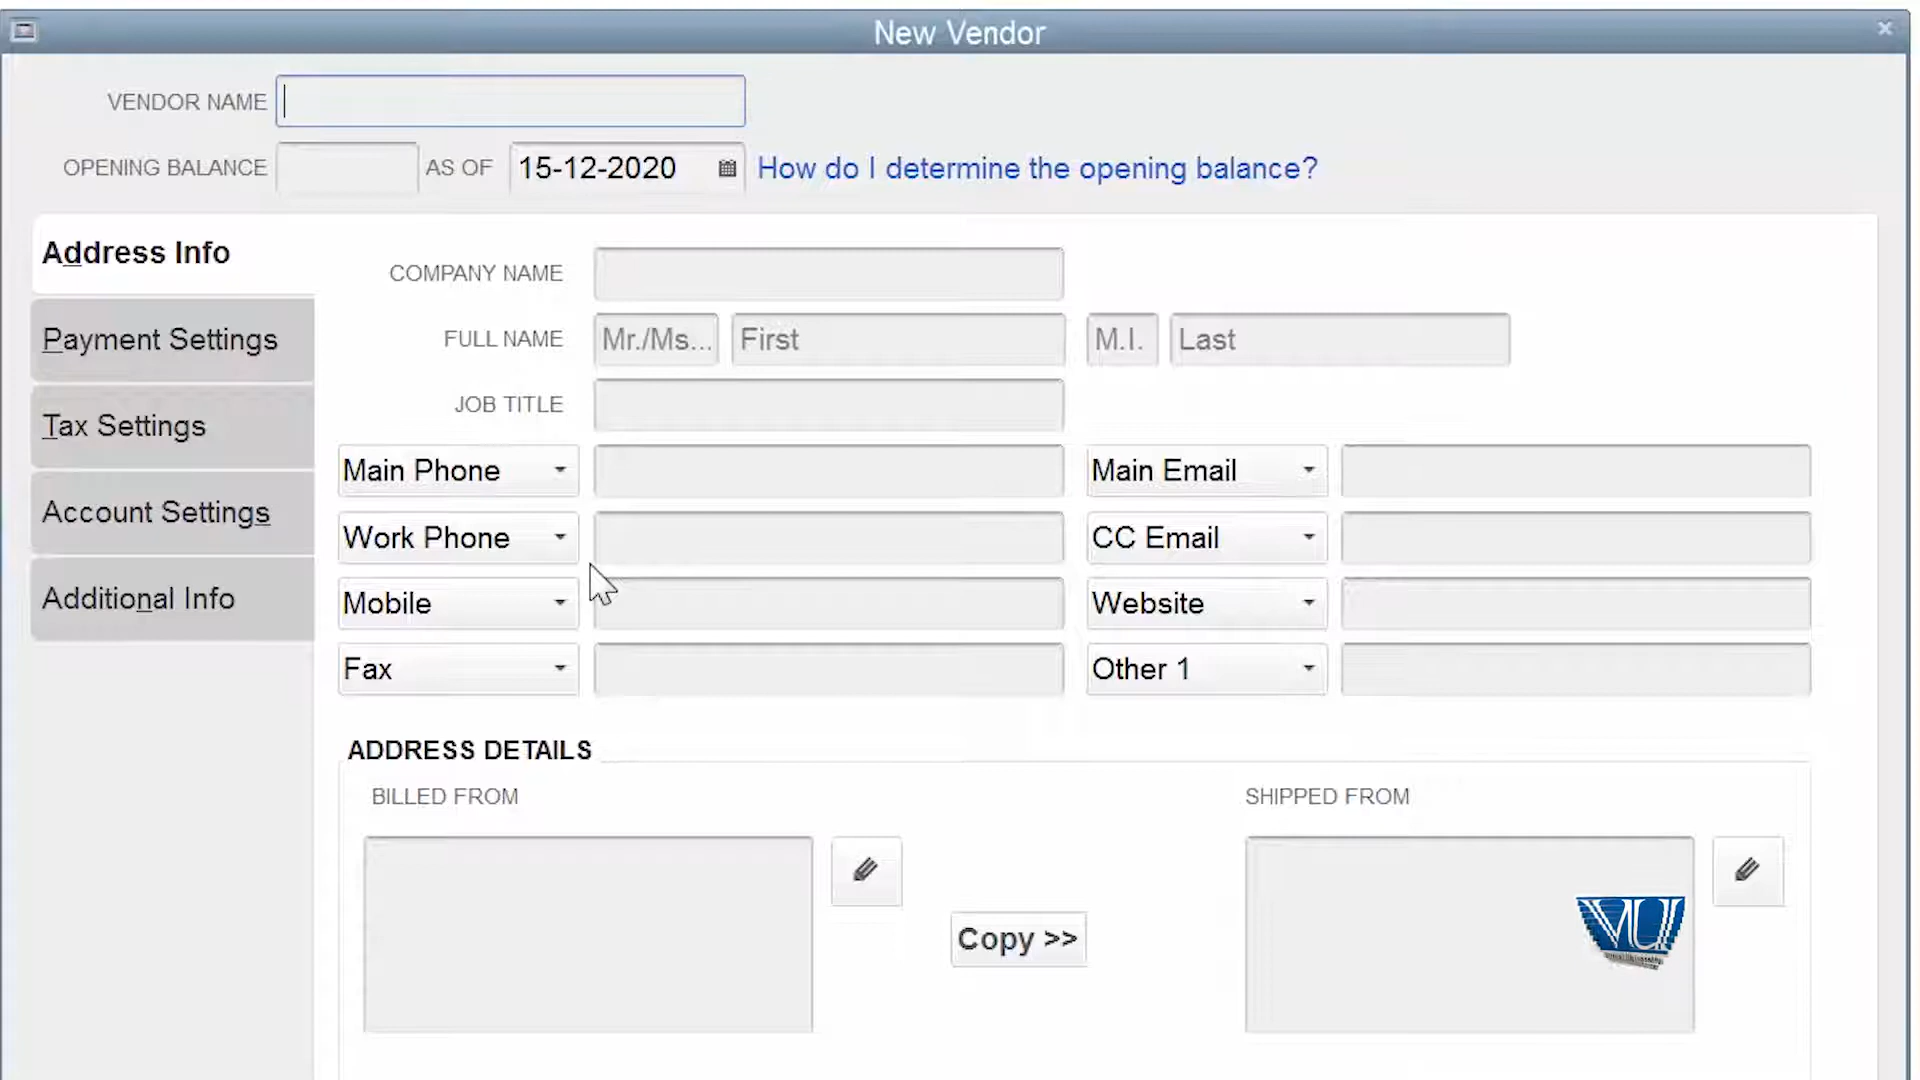 New Vendor
VENDOR NAME
OPENING BALANCE AS OF 15-12-2020 How do I determine the opening balance?
Address Info
Payment Settings
Tax Settings
Account Settings
Additional Info
COMPANY NAME
FULL NAME Mr./Ms... First M.I. Last
JOB TITLE
Main Phone Main Email
Work Phone CC Email
Mobile Website
Fax Other 1
ADDRESS DETAILS
BILLED FROM SHIPPED FROM
Copy >>
VU